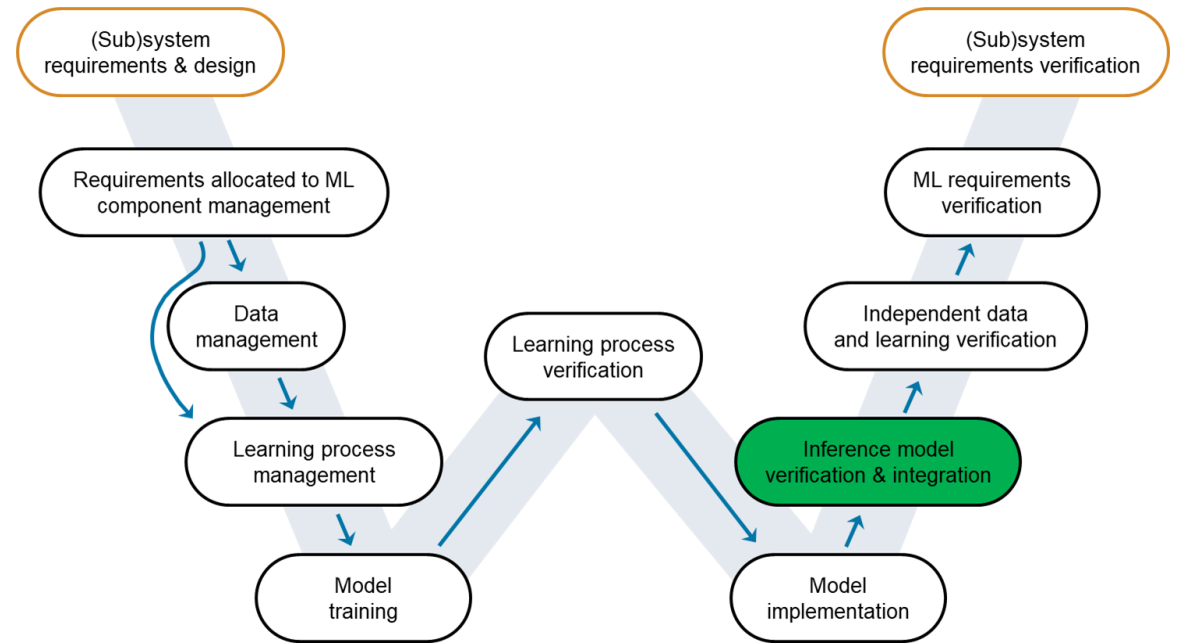 (Sub)system
requirements & design
Requirements allocated to ML
component management
Data
management
Learning process
management
Model
training
Learning process
verification
Model
implementation
Inference model
verification & integration
Independent data
and learning verification
ML requirements
verification
(Sub)system
requirements verification